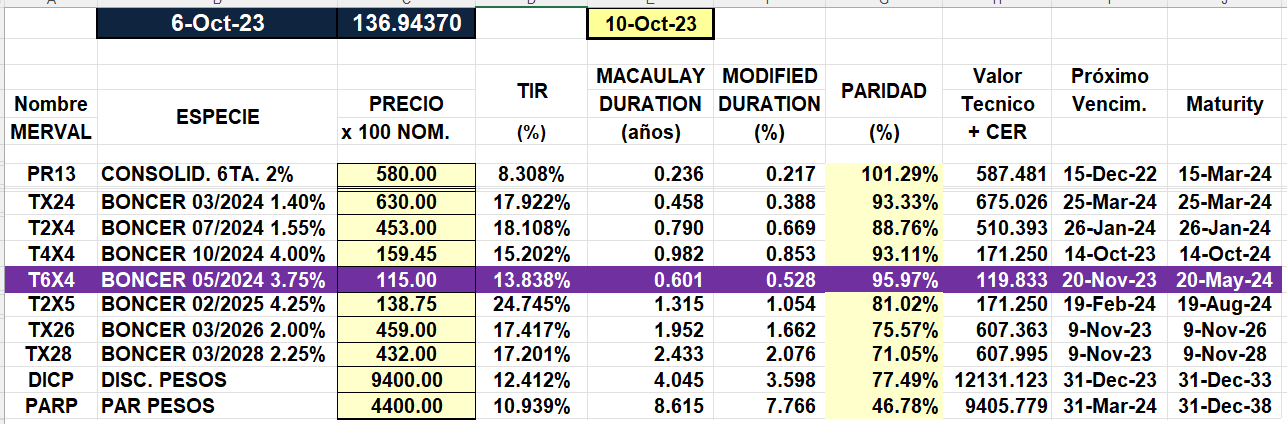 6-Oct-23 136.94370 10-Oct-23
MACAULAY MODIFIED Valor Próximo
TIR PARIDAD
Nombre PRECIO DURATION DURATION Tecnico Vencim. Maturity
ESPECIE
MERVAL x 100 NOM. (%) (años) (%) (%) + CER
PR13 CONSOLID. 6TA. 2% 580.00 8.308% 0.236 0.217 101.29% 587.481 15-Dec-22 15-Mar-24
TX24 BONCER 03/2024 1.40% 630.00 17.922% 0.458 0.388 93.33% 675.026 25-Mar-24 25-Mar-24
T2X4 BONCER 07/2024 1.55% 453.00 18.108% 0.790 0.669 88.76% 510.393 26-Jan-24 26-Jan-24
T4X4 BONCER 10/2024 4.00% 159.45 15.202% 0.982 0.853 93.11% 171.250 14-Oct-23 14-Oct-24
T6X4 BONCER 05/2024 3.75% 115.00 13.838% 0.601 0.528 95.97% 119.833 20-Nov-23 20-May-24
T2X5 BONCER 02/2025 4.25% 138.75 24.745% 1.315 1.054 81.02% 171.250 19-Feb-24 19-Aug-24
TX26 BONCER 03/2026 2.00% 459.00 17.417% 1.952 1.662 75.57% 607.363 9-Nov-23 9-Nov-26
TX28 BONCER 03/2028 2.25% 432.00 17.201% 2.433 2.076 71.05% 607.995 9-Nov-23 9-Nov-28
DICP DISC. PESOS 9400.00 12.412% 4.045 3.598 77.49% 12131.123 31-Dec-23 31-Dec-33
PARP PAR PESOS 4400.00 10.939% 8.615 7.766 46.78% 9405.779 31-Mar-24 31-Dec-38